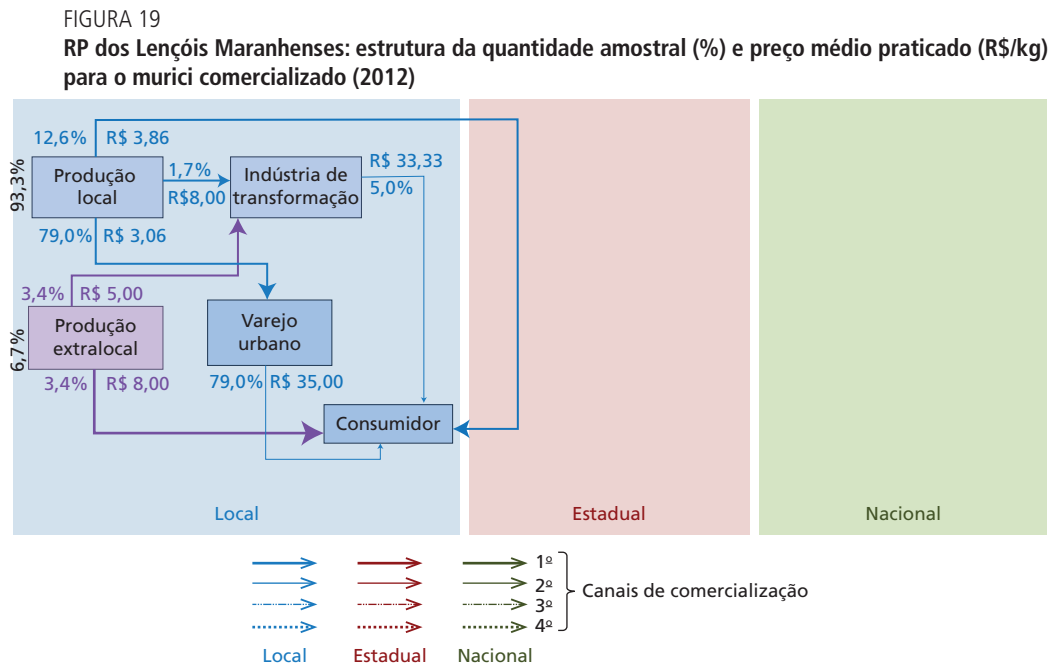 FIGURA 19
RP dos Lençóis Maranhenses: estrutura da quantidade amostral (%) e preço médio praticado (R$/kg)
para o murici comercializado (2012)
12,6% R$ 3,86
93,3%
Produção
local
1,7%
R$8,00
Indústria de
transformação
R$ 33,33
5,0%
79,0% R$ 3,06
3,4% R$ 5,00
6,7%
Produção
extralocal
Varejo
urbano
3,4% R$ 8,00
79,0% R$ 35,00
Consumidor
Local
Estadual
Nacional
1º
2º
3º
4º
Canais de comercialização
Local Estadual Nacional